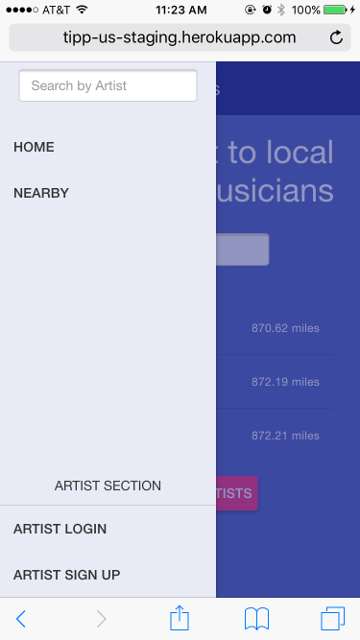 AT&T 11:23 AM 100%
tipp-us-staging.herokuapp.com
Search by Artist
HOME
t to local
NEARBY
usicians
870.62 miles
872.19 miles
872.21 miles
ARTIST SECTION
TISTS
ARTIST LOGIN
ARTIST SIGN UP